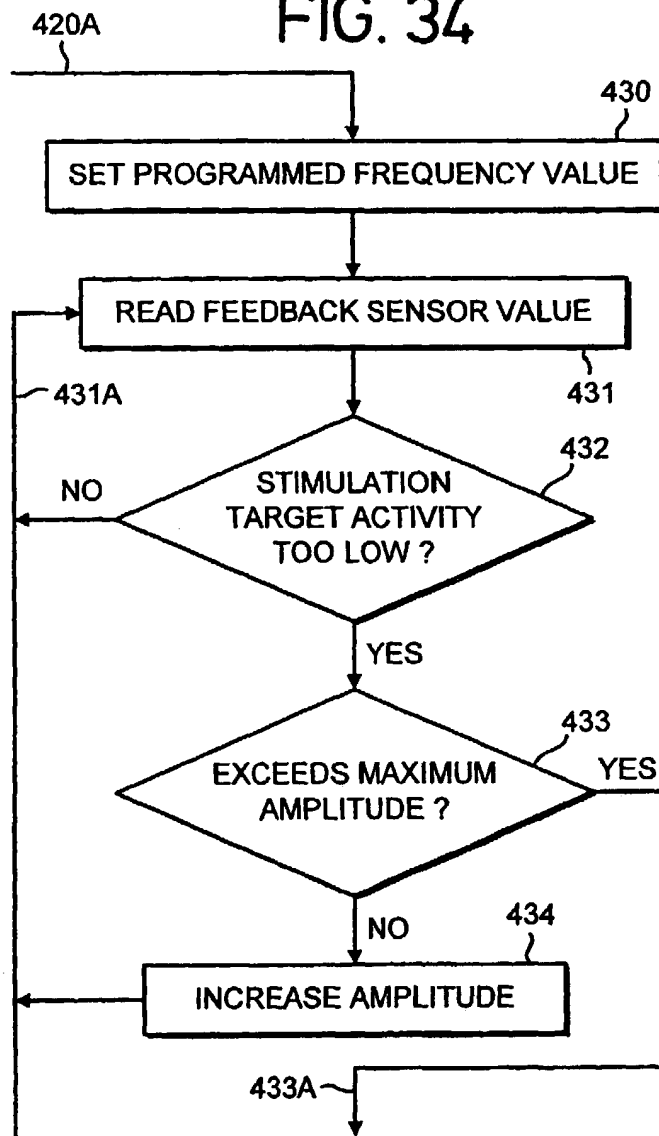 FIG. 34
420A
430
SET PROGRAMMED FREQUENCY VALUE
READ FEEDBACK SENSOR VALUE
431A
431
432
NO
STIMULATION
TARGET ACTIVITY
TOO LOW ?
YES
433
EXCEEDS MAXIMUM
AMPLITUDE ?
YES
NO
434
INCREASE AMPLITUDE
433A